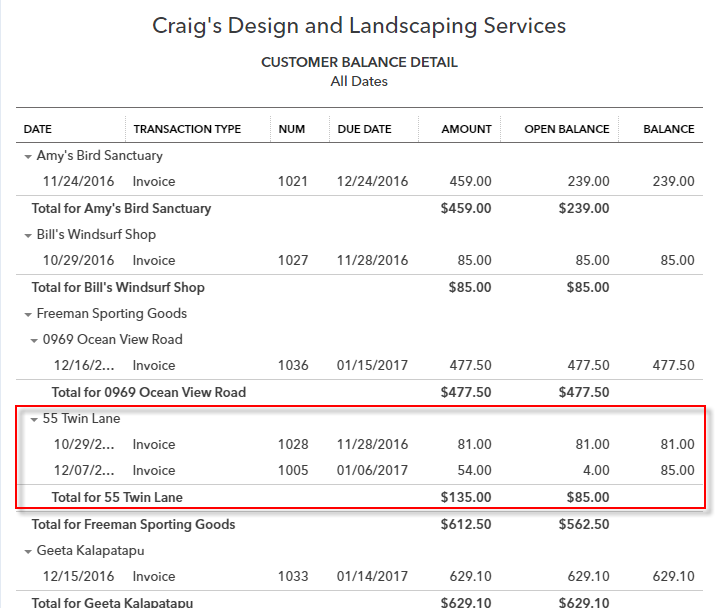 Craig's Design and Landscaping Services
CUSTOMER BALANCE DETAIL
All Dates
DATE TRANSACTION TYPE NUM DUE DATE AMOUNT OPEN BALANCE BALANCE
Amy's Bird Sanctuary
11/24/2016 Invoice 1021 12/24/2016 459.00 239.00 239.00
Total for Amy's Bird Sanctuary $459.00 $239.00
Bill's Windsurf Shop
10/29/2016 Invoice 1027 11/28/2016 85.00 85.00 85.00
Total for Bill's Windsurf Shop $85.00 $85.00
Freeman Sporting Goods
0969 Ocean View Road
12/16/2... Invoice 1036 01/15/2017 477.50 477.50 477.50
Total for 0969 Ocean View Road $477.50 $477.50
55 Twin Lane
10/29/2... Invoice 1028 11/28/2016 81.00 81.00 81.00
12/07/2... Invoice 1005 01/06/2017 54.00 4.00 85.00
Total for 55 Twin Lane $135.00 $85.00
Total for Freeman Sporting Goods $612.50 $562.50
Geeta Kalapatapu
12/15/2016 Invoice 1033 01/14/2017 629.10 629.10 629.10
Total for Geeta Kalapatapu $629.10 $629.10